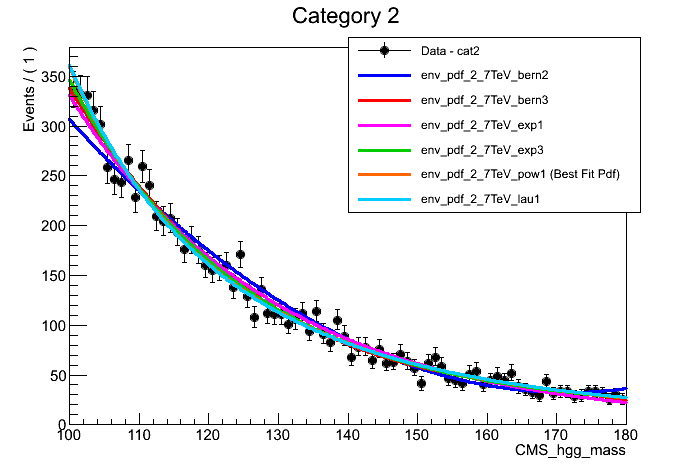 Category 2
Events / ( 1 )
350
300
250
200
150
100
50
0
Data - cat2
env_pdf_2_7TeV_bern2
env_pdf_2_7TeV_bern3
env_pdf_2_7TeV_exp1
env_pdf_2_7TeV_exp3
env_pdf_2_7TeV_pow1 (Best Fit Pdf)
env_pdf_2_7TeV_lau1
100 110 120 130 140 150 160 170 180
CMS_hgg_mass